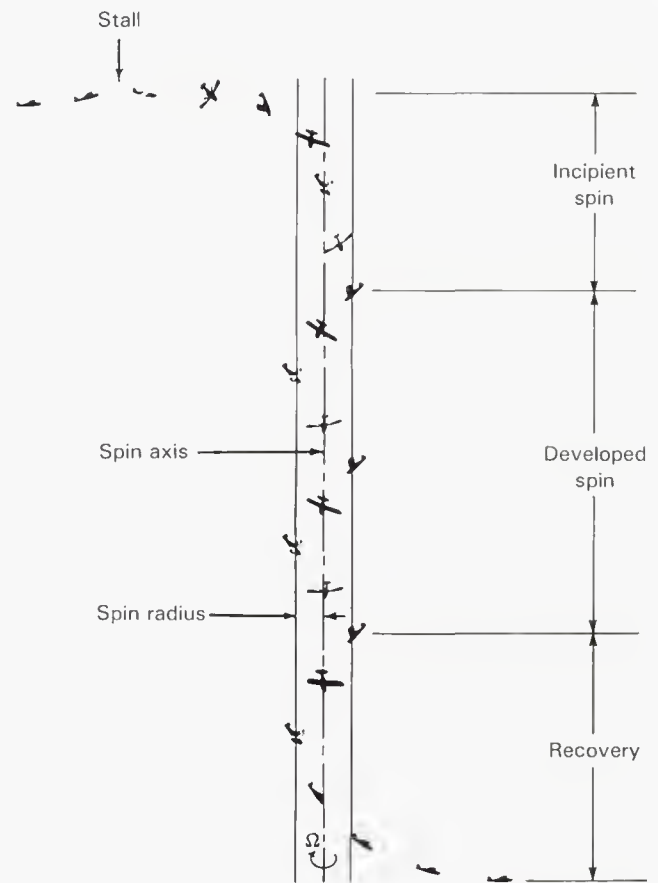 Stall
Incipient
spin
Spin axis
Developed
spin
Spin radius
Recovery
Ω